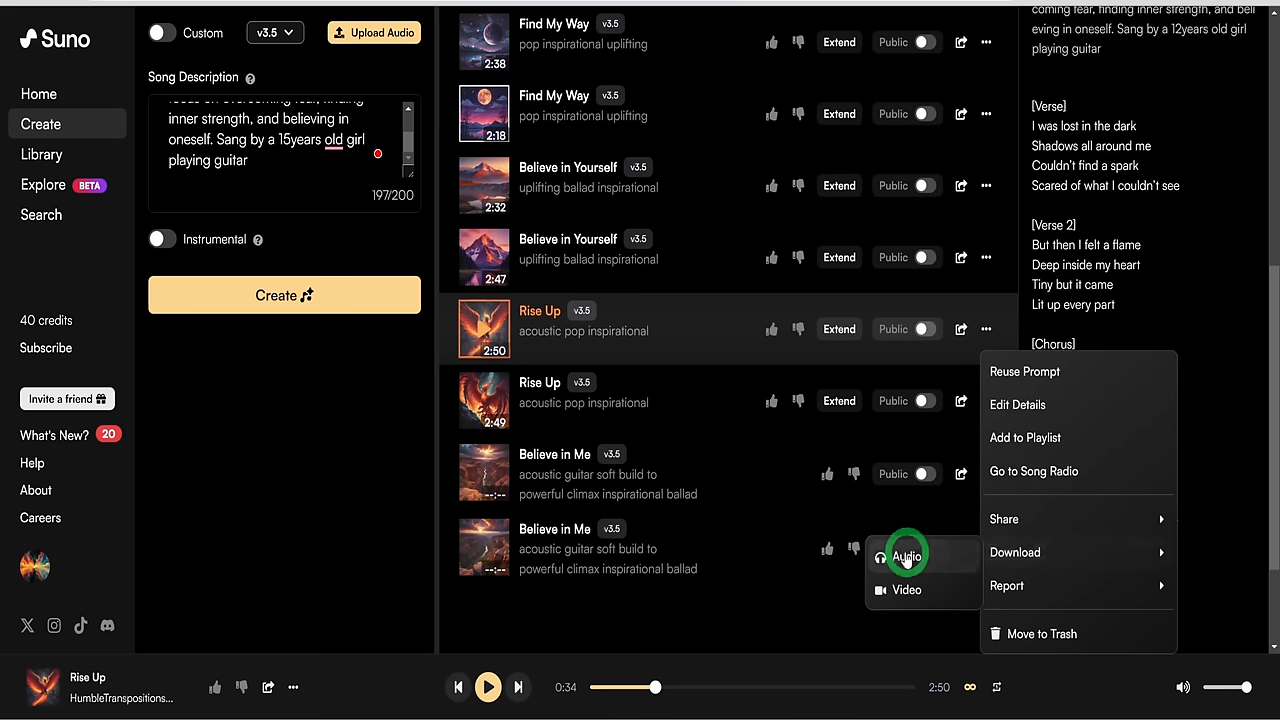 Suno
Home
Create
Library
Explore BETA
Search
40 credits
Subscribe
Invite a friend
What's New? 20
Help
About
Careers
Custom
v3.5
Upload Audio
Song Description
inner strength, and believing in
oneself. Sang by a 15years old girl
playing guitar
197/200
Instrumental
Create
Find My Way v3.5
pop inspirational uplifting
2:38
Extend
Public
Find My Way v3.5
pop inspirational uplifting
2:18
Extend
Public
Believe in Yourself v3.5
uplifting ballad inspirational
2:32
Extend
Public
Believe in Yourself v3.5
uplifting ballad inspirational
2:47
Extend
Public
Rise Up v3.5
acoustic pop inspirational
2:50
Extend
Public
Rise Up v3.5
acoustic pop inspirational
2:49
Extend
Public
Believe in Me v3.5
acoustic guitar soft build to
powerful climax inspirational ballad
--:--
Public
Believe in Me v3.5
acoustic guitar soft build to
powerful climax inspirational ballad
--:--
Audio
Video
Reuse Prompt
Edit Details
Add to Playlist
Go to Song Radio
Share
Download
Report
Move to Trash
coming fear, finding inner strength, and beli
eving in oneself. Sang by a 12years old girl
playing guitar
[Verse]
I was lost in the dark
Shadows all around me
Couldn't find a spark
Scared of what I couldn't see
[Verse 2]
But then I felt a flame
Deep inside my heart
Tiny but it came
Lit up every part
[Chorus]
Rise Up
HumbleTranspositions...
0:34
2:50